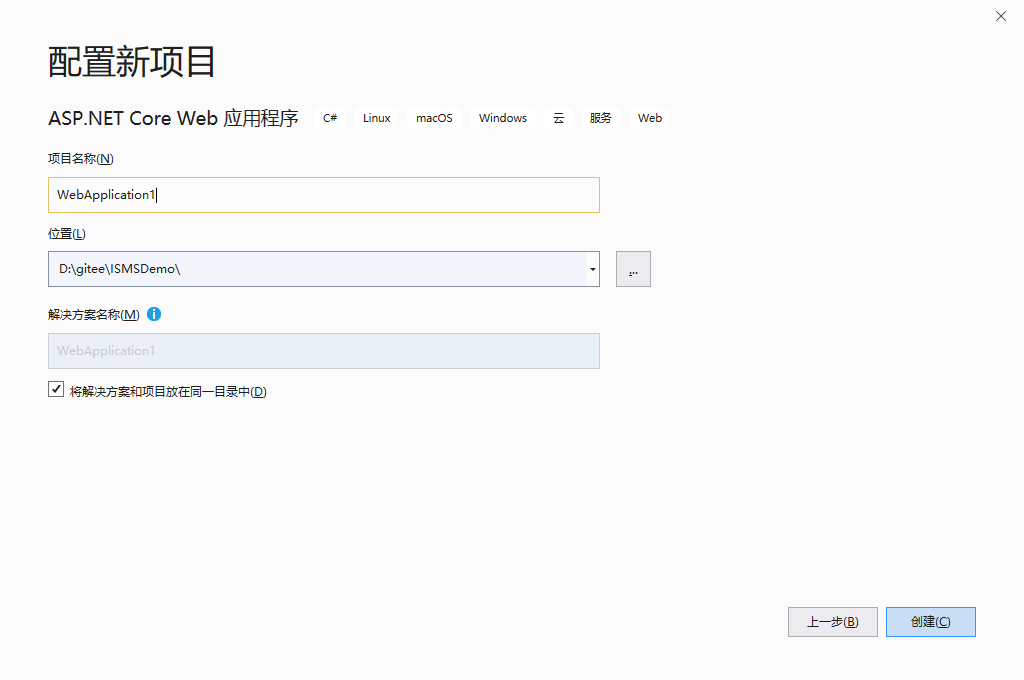 配置新项目
ASP.NET Core Web 应用程序 C# Linux macOS Windows 云 服务 Web
项目名称(N)
WebApplication1
位置(L)
D:\gitee\ISMSDemo\
...
解决方案名称(M)
WebApplication1
将解决方案和项目放在同一目录中(D)
上一步(B) 创建(C)